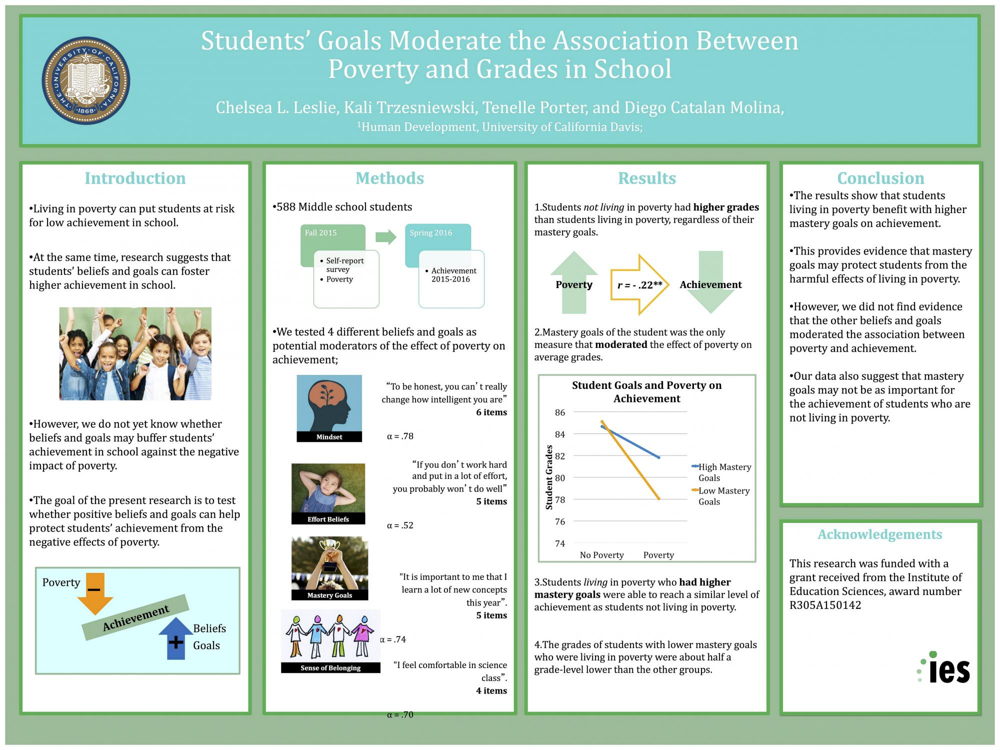 THE·UNIVERSITY·OF·CALIFORNIA
LET THERE BE LIGHT
·1868·
Students’ Goals Moderate the Association Between
Poverty and Grades in School
Chelsea L. Leslie, Kali Trzesniewski, Tenelle Porter, and Diego Catalan Molina,
¹Human Development, University of California Davis;
Introduction
•Living in poverty can put students at risk
for low achievement in school.
•At the same time, research suggests that
students’ beliefs and goals can foster
higher achievement in school.
•However, we do not yet know whether
beliefs and goals may buffer students’
achievement in school against the negative
impact of poverty.
•The goal of the present research is to test
whether positive beliefs and goals can help
protect students’ achievement from the
negative effects of poverty.
Poverty
–
Achievement
+
Beliefs
Goals
Methods
•588 Middle school students
Fall 2015
• Self-report
survey
• Poverty
Spring 2016
• Achievement
2015-2016
•We tested 4 different beliefs and goals as
potential moderators of the effect of poverty on
achievement;
Mindset
“To be honest, you can’t really
change how intelligent you are”
6 items
α = .78
Effort Beliefs
“If you don’t work hard
and put in a lot of effort,
you probably won’t do well”
5 items
α = .52
Mastery Goals
"It is important to me that I
learn a lot of new concepts
this year”.
5 items
α = .74
Sense of Belonging
"I feel comfortable in science
class”.
4 items
α = .70
Results
1.Students not living in poverty had higher grades
than students living in poverty, regardless of their
mastery goals.
Poverty
r = - .22**
Achievement
2.Mastery goals of the student was the only
measure that moderated the effect of poverty on
average grades.
Student Goals and Poverty on
Achievement
Student Grades
86
84
82
80
78
76
74
No Poverty
Poverty
High Mastery
Goals
Low Mastery
Goals
3.Students living in poverty who had higher
mastery goals were able to reach a similar level of
achievement as students not living in poverty.
4.The grades of students with lower mastery goals
who were living in poverty were about half a
grade-level lower than the other groups.
Conclusion
•The results show that students
living in poverty benefit with higher
mastery goals on achievement.
•This provides evidence that mastery
goals may protect students from the
harmful effects of living in poverty.
•However, we did not find evidence
that the other beliefs and goals
moderated the association between
poverty and achievement.
•Our data also suggest that mastery
goals may not be as important for
the achievement of students who are
not living in poverty.
Acknowledgements
This research was funded with a
grant received from the Institute of
Education Sciences, award number
R305A150142
ies